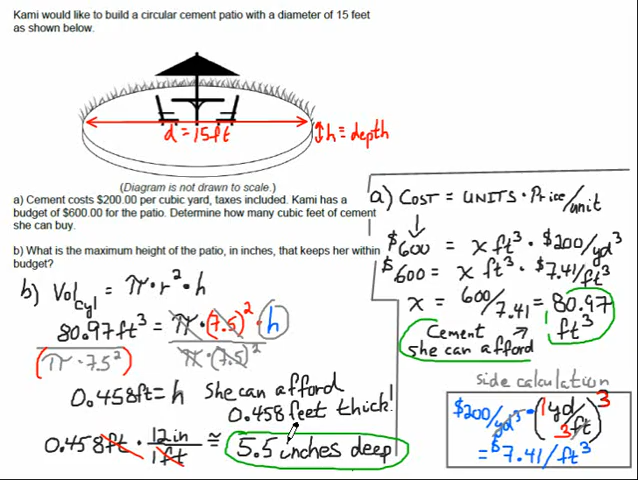 Kami would like to build a circular cement patio with a diameter of 15 feet
as shown below.
d = 15ft
h = depth
(Diagram is not drawn to scale.)
a) Cement costs $200.00 per cubic yard, taxes included. Kami has a
budget of $600.00 for the patio. Determine how many cubic feet of cement
she can buy.
b) What is the maximum height of the patio, in inches, that keeps her within
budget?
a) COST = UNITS · Price/unit
$600 = x ft³ · $200/yd³
$600 = x ft³ · $7.41/ft³
x = 600/7.41 = 80.97 ft³
Cement →
she can afford
side calculation
$200/yd³ · (1yd/3ft)³
= $7.41/ft³
b) Vol cyl = π · r² · h
80.97ft³ = π · (7.5)² · h
(π · 7.5²) π · (7.5)²
0.458ft = h She can afford
0.458 feet thick!
0.458ft · 12in/1ft ≅ 5.5 inches deep